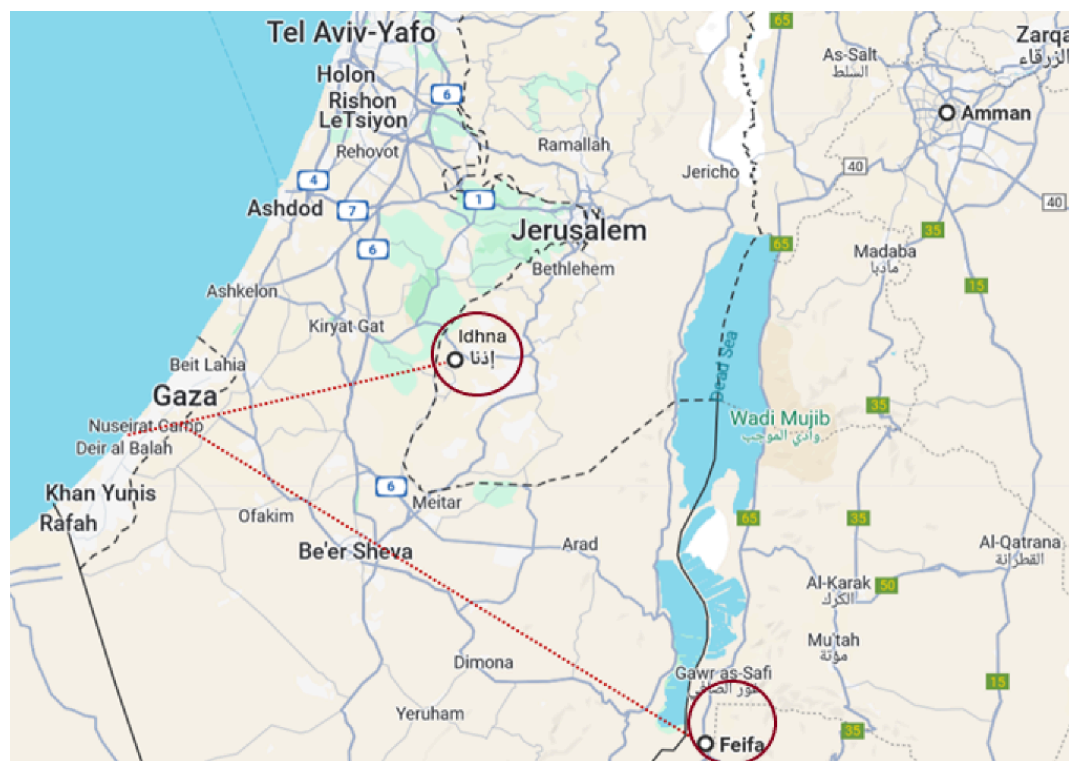 Tel Aviv-Yafo
Holon
Rishon
LeTsiyon
Rehovot
6
65
As-Salt
السلط
Zarqa
الزرقاء
Amman
Ramallah
Jericho
40
4
Ashdod
7
1
6
Jerusalem
Bethlehem
65
35
40
Madaba
مادبا
15
Ashkelon
Kiryat Gat
Idhna
إذنا
Beit Lahia
Gaza
Nuseirat Camp
Deir al Balah
Dead Sea
Wadi Mujib
وادي الموجب
35
Khan Yunis
Rafah
6
Meitar
Ofakim
Be'er Sheva
Arad
65
35
Al-Qatrana
القطرانة
Al-Karak
الكرك
50
Mu'tah
مؤتة
Dimona
Gawr as-Safi
غور الصافي
15
Yeruham
Feifa
35